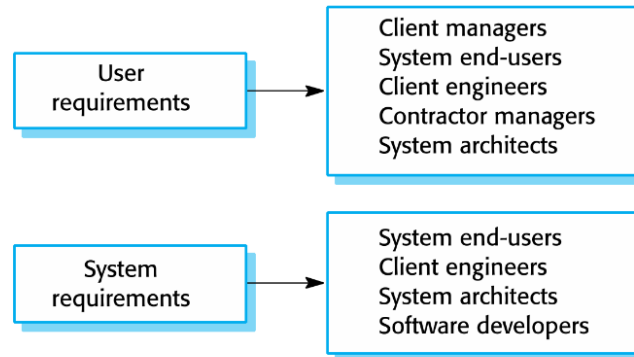 User
requirements
Client managers
System end-users
Client engineers
Contractor managers
System architects
System
requirements
System end-users
Client engineers
System architects
Software developers